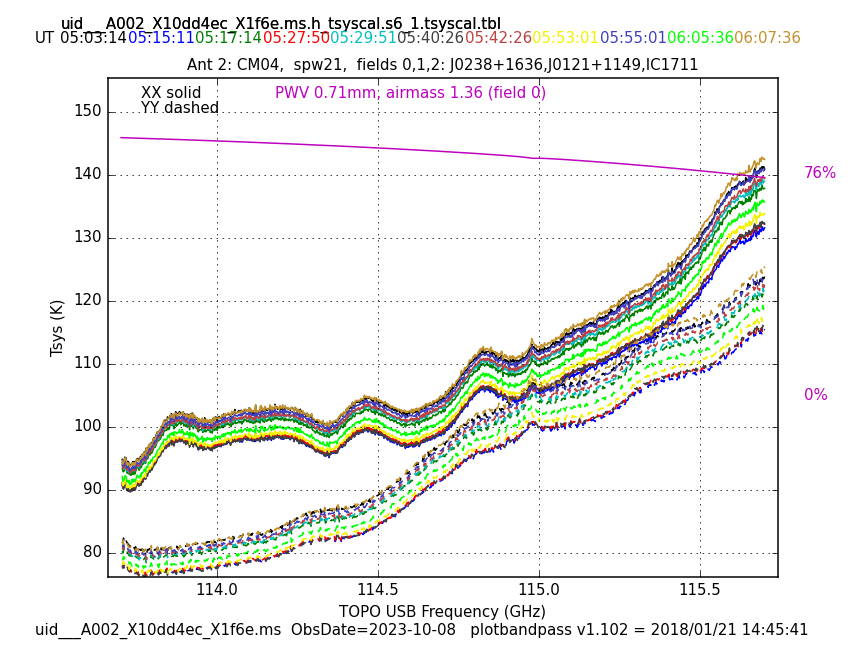 uid___A002_X10dd4ec_X1f6e.ms.h_tsyscal.s6_1.tsyscal.tbl
UT 05:03:14 05:15:11 05:17:14 05:27:50 05:29:51 05:40:26 05:42:26 05:53:01 05:55:01 06:05:36 06:07:36
Ant 2: CM04, spw21, fields 0,1,2: J0238+1636,J0121+1149,IC1711
XX solid
PWV 0.71mm, airmass 1.36 (field 0)
YY dashed
150
140
76%
130
120
Tsys (K)
110
0%
100
90
80
114.0 114.5 115.0 115.5
TOPO USB Frequency (GHz)
uid___A002_X10dd4ec_X1f6e.ms ObsDate=2023-10-08 plotbandpass v1.102 = 2018/01/21 14:45:41